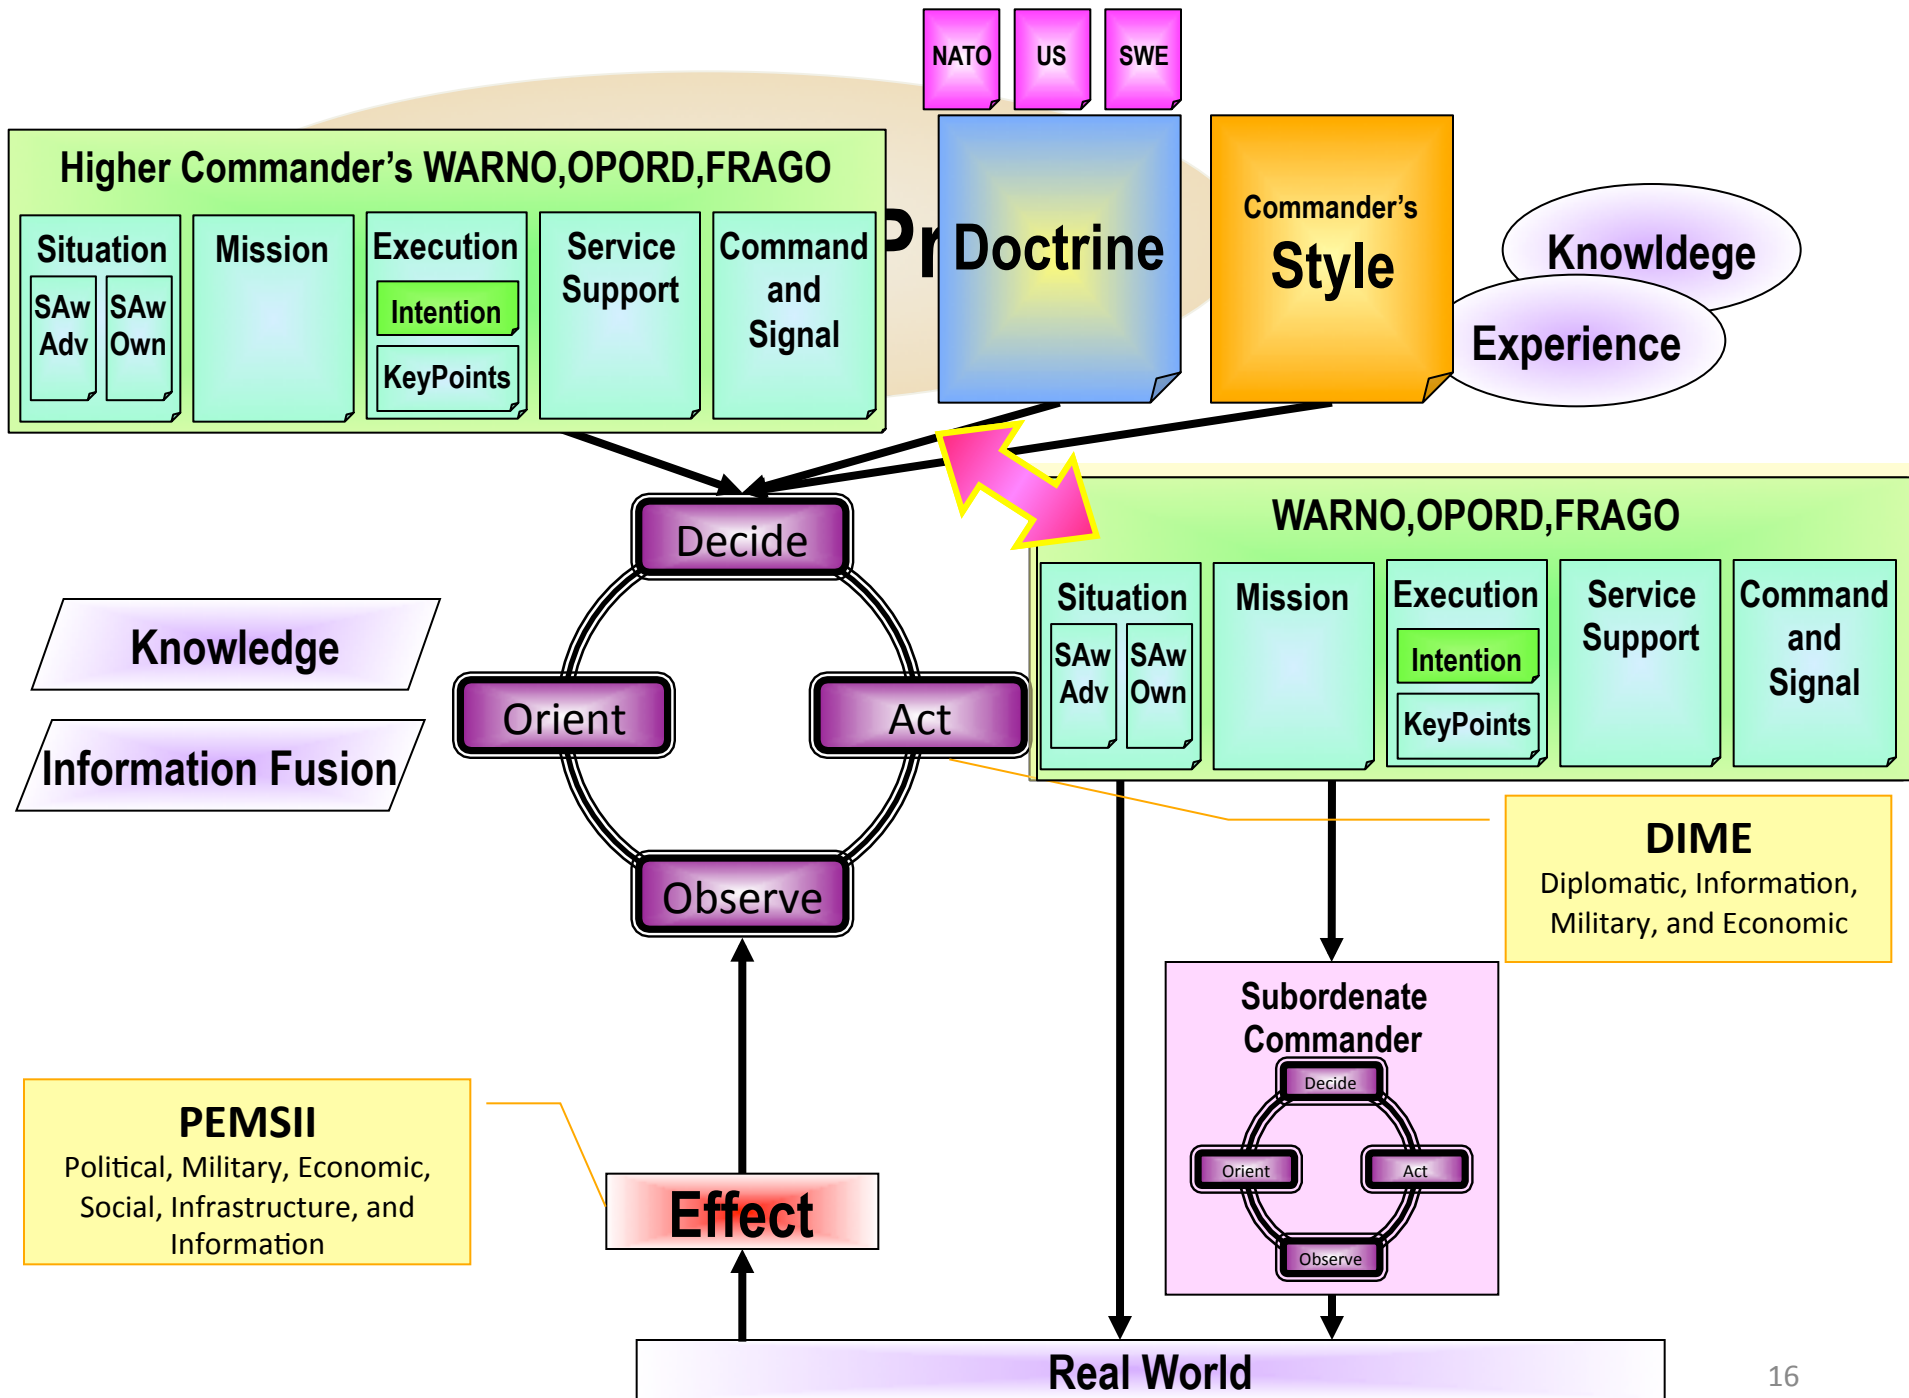 NATO
US
SWE
Higher Commander's WARNO,OPORD,FRAGO
Situation
SAw
Adv
SAw
Own
Mission
Execution
Intention
KeyPoints
Service
Support
Command
and
Signal
Pr
Doctrine
Commander's
Style
Knowldege
Experience
Decide
Orient
Act
Observe
Knowledge
Information Fusion
WARNO,OPORD,FRAGO
Situation
SAw
Adv
SAw
Own
Mission
Execution
Intention
KeyPoints
Service
Support
Command
and
Signal
DIME
Diplomatic, Information,
Military, and Economic
Subordenate
Commander
Decide
Orient
Act
Observe
PEMSII
Political, Military, Economic,
Social, Infrastructure, and
Information
Effect
Real World
16